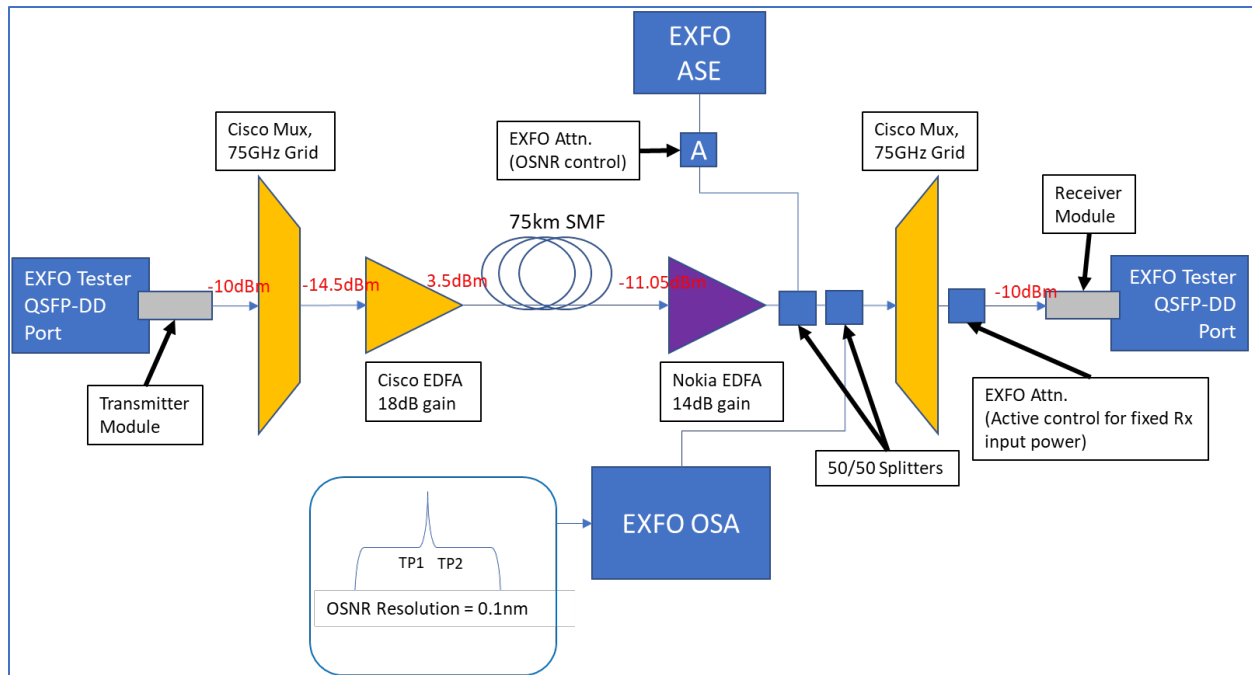 EXFO
ASE
Cisco Mux,
75GHz Grid
EXFO Attn.
(OSNR control)
A
Cisco Mux,
75GHz Grid
Receiver
Module
75km SMF
EXFO Tester
QSFP-DD
Port
-10dBm
-14.5dBm
3.5dBm
-11.05dBm
-10dBm
EXFO Tester
QSFP-DD
Port
Transmitter
Module
Cisco EDFA
18dB gain
Nokia EDFA
14dB gain
EXFO Attn.
(Active control for fixed Rx
input power)
50/50 Splitters
EXFO OSA
TP1 TP2
OSNR Resolution = 0.1nm